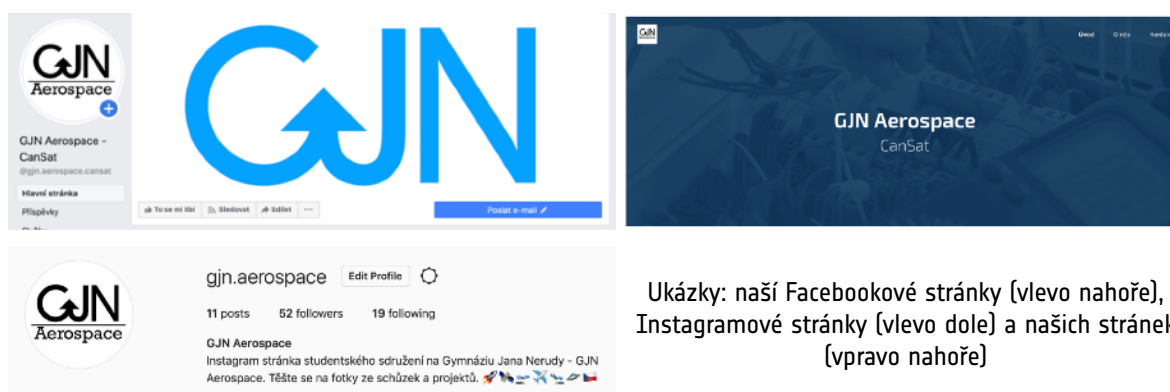 GJN
Aerospace
GJN Aerospace -
CanSat
@gjn.aerospace.cansat
Hlavní stránka
Příspěvky
GJN
To se mi líbí
Sledovat
Sdílet
Poslat e-mail
GJN
Aerospace
Úvod
O nás
GJN Aerospace
CanSat
GJN
Aerospace
gjn.aerospace
Edit Profile
11 posts
52 followers
19 following
GJN Aerospace
Instagram stránka studentského sdružení na Gymnáziu Jana Nerudy - GJN
Aerospace. Těšte se na fotky ze schůzek a projektů.
Ukázky: naší Facebookové stránky (vlevo nahoře),
Instagramové stránky (vlevo dole) a našich stránek
(vpravo nahoře)